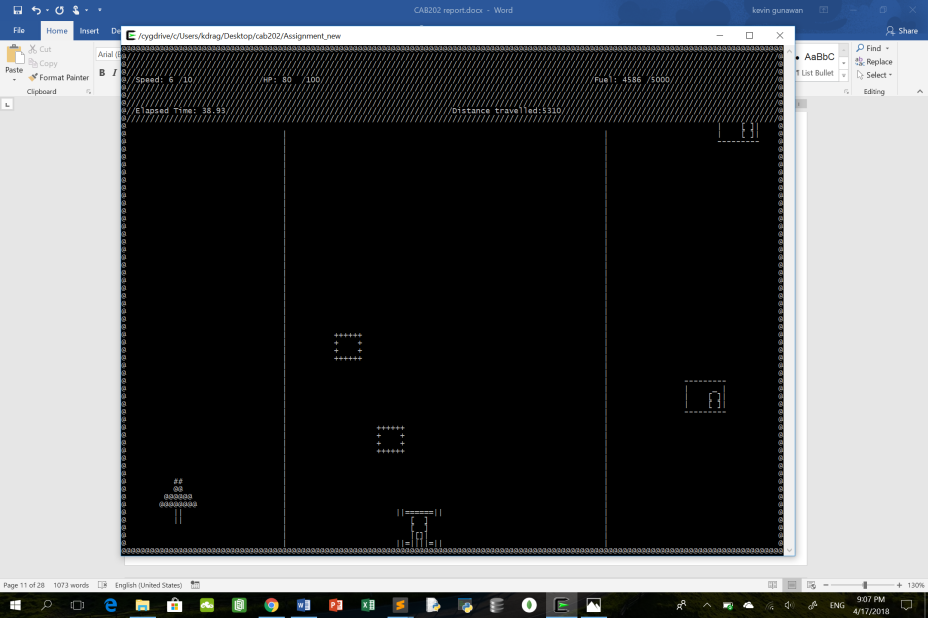 CAB202 report.docx - Word
kevin gunawan
File
Home
Insert
De
Share
/cygdrive/c/Users/kdrag/Desktop/cab202/Assignment_new
Paste
Cut
Copy
Format Painter
Clipboard
Arial (
B I
AaBbC
1 List Bullet
Find
Replace
Select
Editing
Speed: 6 /10
HP: 80 /100
Fuel: 4586 /5000
Elapsed Time: 38.93
Distance travelled:5310
Page 11 of 28
1073 words
English (United States)
130%
ENG
9:07 PM
4/17/2018